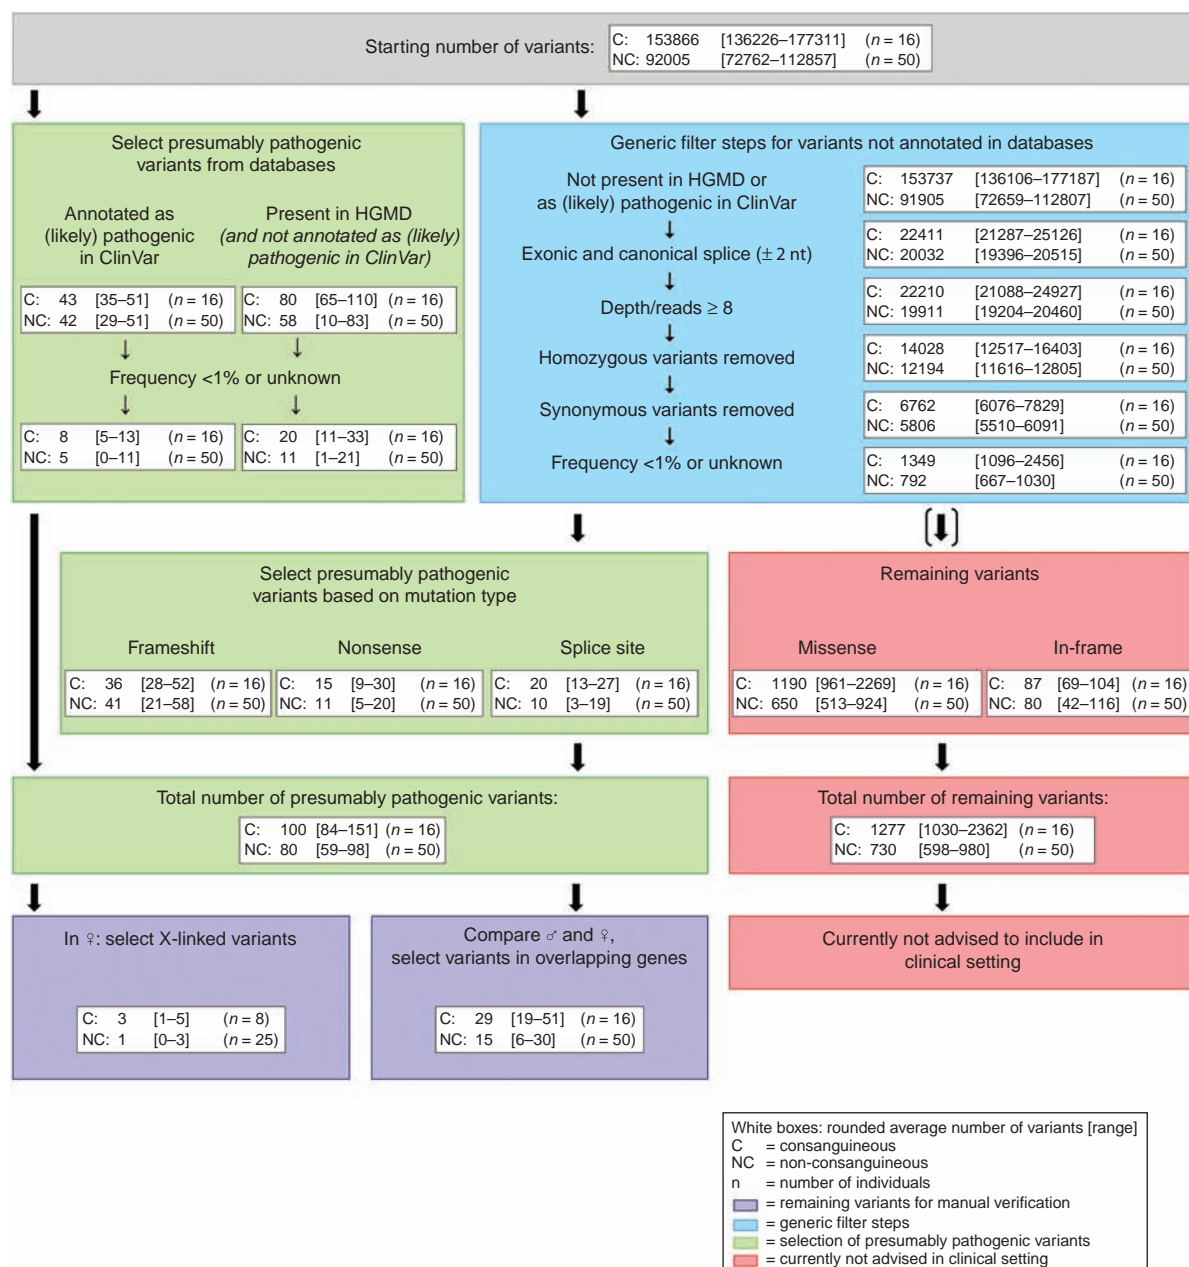 Starting number of variants:
C: 153866 [136226–177311] (n = 16)
NC: 92005 [72762–112857] (n = 50)
Select presumably pathogenic
variants from databases
Annotated as
(likely) pathogenic
in ClinVar
C: 43 [35–51] (n = 16)
NC: 42 [29–51] (n = 50)
Present in HGMD
(and not annotated as (likely)
pathogenic in ClinVar)
C: 80 [65–110] (n = 16)
NC: 58 [10–83] (n = 50)
Frequency <1% or unknown
C: 8 [5–13] (n = 16)
NC: 5 [0–11] (n = 50)
C: 20 [11–33] (n = 16)
NC: 11 [1–21] (n = 50)
Generic filter steps for variants not annotated in databases
Not present in HGMD or
as (likely) pathogenic in ClinVar
C: 153737 [136106–177187] (n = 16)
NC: 91905 [72659–112807] (n = 50)
Exonic and canonical splice (± 2 nt)
C: 22411 [21287–25126] (n = 16)
NC: 20032 [19396–20515] (n = 50)
Depth/reads ≥ 8
C: 22210 [21088–24927] (n = 16)
NC: 19911 [19204–20460] (n = 50)
Homozygous variants removed
C: 14028 [12517–16403] (n = 16)
NC: 12194 [11616–12805] (n = 50)
Synonymous variants removed
C: 6762 [6076–7829] (n = 16)
NC: 5806 [5510–6091] (n = 50)
Frequency <1% or unknown
C: 1349 [1096–2456] (n = 16)
NC: 792 [667–1030] (n = 50)
Select presumably pathogenic
variants based on mutation type
Frameshift
C: 36 [28–52] (n = 16)
NC: 41 [21–58] (n = 50)
Nonsense
C: 15 [9–30] (n = 16)
NC: 11 [5–20] (n = 50)
Splice site
C: 20 [13–27] (n = 16)
NC: 10 [3–19] (n = 50)
Remaining variants
Missense
C: 1190 [961–2269] (n = 16)
NC: 650 [513–924] (n = 50)
In-frame
C: 87 [69–104] (n = 16)
NC: 80 [42–116] (n = 50)
Total number of presumably pathogenic variants:
C: 100 [84–151] (n = 16)
NC: 80 [59–98] (n = 50)
Total number of remaining variants:
C: 1277 [1030–2362] (n = 16)
NC: 730 [598–980] (n = 50)
In ♀: select X-linked variants
C: 3 [1–5] (n = 8)
NC: 1 [0–3] (n = 25)
Compare ♂ and ♀,
select variants in overlapping genes
C: 29 [19–51] (n = 16)
NC: 15 [6–30] (n = 50)
Currently not advised to include in
clinical setting
White boxes: rounded average number of variants [range]
C = consanguineous
NC = non-consanguineous
n = number of individuals
= remaining variants for manual verification
= generic filter steps
= selection of presumably pathogenic variants
= currently not advised in clinical setting